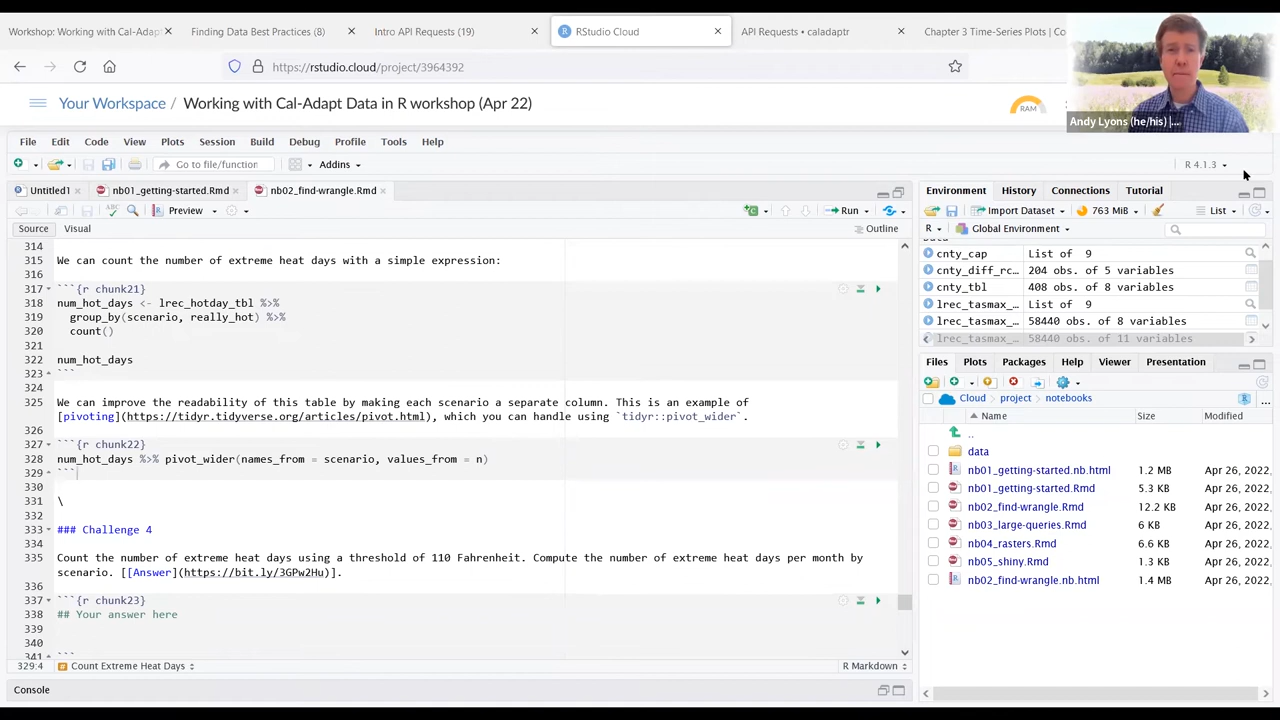 Workshop: Working with Cal-Adapt
Finding Data Best Practices (8)
Intro API Requests (19)
RStudio Cloud
API Requests • caladaptr
Chapter 3 Time-Series Plots | Co
https://rstudio.cloud/project/3964392
Andy Lyons (he/his) |...
Your Workspace / Working with Cal-Adapt Data in R workshop (Apr 22)
RAM
File Edit Code View Plots Session Build Debug Profile Tools Help
Go to file/function
Addins
R 4.1.3
Untitled1
nb01_getting-started.Rmd
nb02_find-wrangle.Rmd
Preview
Run
Source Visual
Outline
314
315 We can count the number of extreme heat days with a simple expression:
316
317 ```{r chunk21}
318 num_hot_days <- lrec_hotday_tbl %>%
319 group_by(scenario, really_hot) %>%
320 count()
321
322 num_hot_days
323 ```
324
325 We can improve the readability of this table by making each scenario a separate column. This is an example of
[pivoting](https://tidyr.tidyverse.org/articles/pivot.html), which you can handle using `tidyr::pivot_wider`.
326
327 ```{r chunk22}
328 num_hot_days %>% pivot_wider(names_from = scenario, values_from = n)
329 ```
330
331 \
332
333 ### Challenge 4
334
335 Count the number of extreme heat days using a threshold of 110 Fahrenheit. Compute the number of extreme heat days per month by
scenario. [[Answer](https://bit.ly/3GPw2Hu)].
336
337 ```{r chunk23}
338 ## Your answer here
339
340
341 ```
329:4 Count Extreme Heat Days
R Markdown
Console
Environment History Connections Tutorial
Import Dataset
763 MiB
List
R Global Environment
Data
cnty_cap List of 9
cnty_diff_rc... 204 obs. of 5 variables
cnty_tbl 408 obs. of 8 variables
lrec_tasmax_... List of 9
lrec_tasmax_... 58440 obs. of 8 variables
lrec_tasmax_... 58440 obs. of 11 variables
Files Plots Packages Help Viewer Presentation
Cloud project notebooks
...
Name Size Modified
..
data
nb01_getting-started.nb.html 1.2 MB Apr 26, 2022,
nb01_getting-started.Rmd 5.3 KB Apr 26, 2022,
nb02_find-wrangle.Rmd 12.2 KB Apr 26, 2022,
nb03_large-queries.Rmd 6 KB Apr 26, 2022,
nb04_rasters.Rmd 6.6 KB Apr 26, 2022,
nb05_shiny.Rmd 1.3 KB Apr 26, 2022,
nb02_find-wrangle.nb.html 1.4 MB Apr 26, 2022,